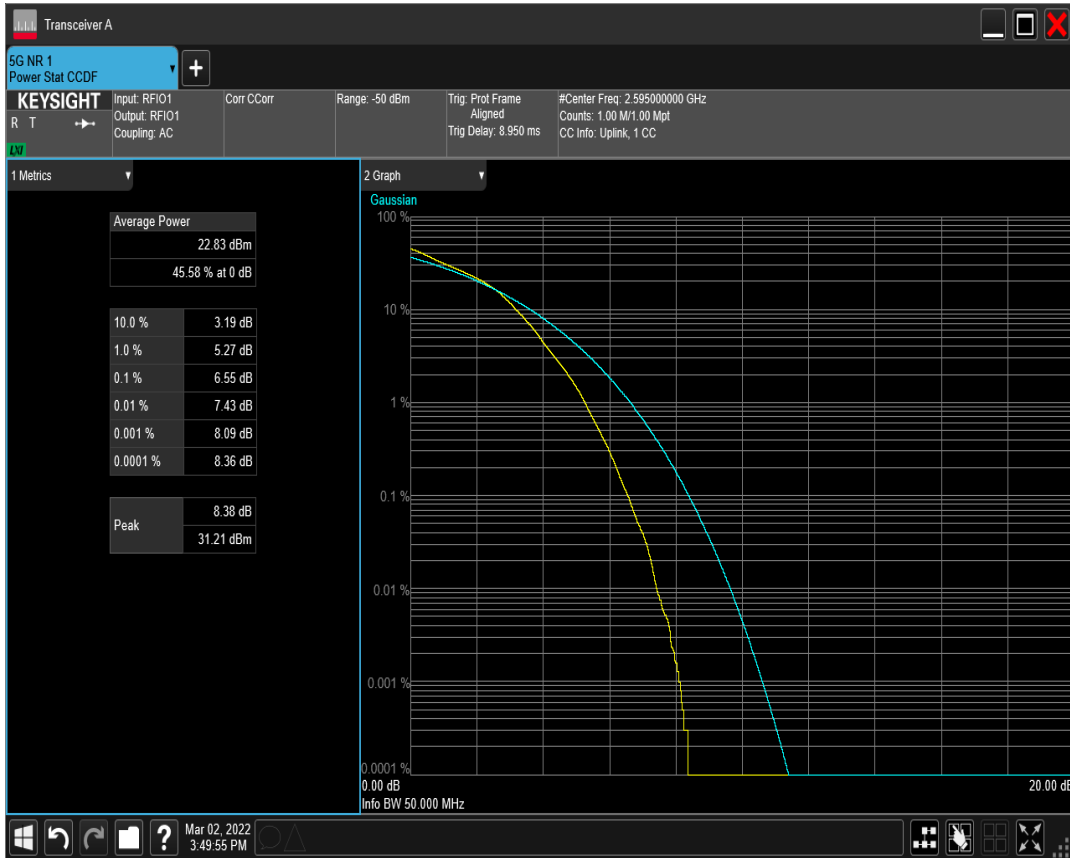 Transceiver A
5G NR 1
Power Stat CCDF
KEYSIGHT
R T
LXI
Input: RFIO1
Output: RFIO1
Coupling: AC
Corr CCorr
Range: -50 dBm
Trig: Prot Frame
Aligned
Trig Delay: 8.950 ms
#Center Freq: 2.595000000 GHz
Counts: 1.00 M/1.00 Mpt
CC Info: Uplink, 1 CC
1 Metrics
Average Power
22.83 dBm
45.58 % at 0 dB
10.0 % 3.19 dB
1.0 % 5.27 dB
0.1 % 6.55 dB
0.01 % 7.43 dB
0.001 % 8.09 dB
0.0001 % 8.36 dB
Peak
8.38 dB
31.21 dBm
2 Graph
Gaussian
100 %
10 %
1 %
0.1 %
0.01 %
0.001 %
0.0001 %
0.00 dB 20.00 dB
Info BW 50.000 MHz
?
Mar 02, 2022
3:49:55 PM